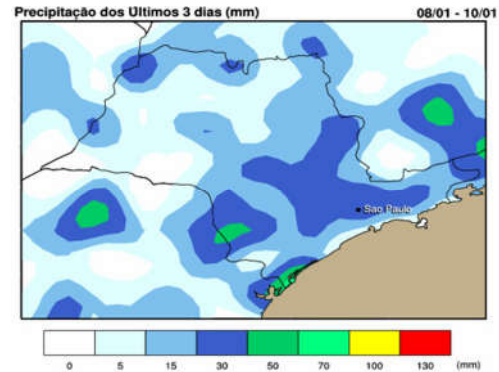 Precipitação dos Últimos 3 dias (mm) 08/01 - 10/01
Sao Paulo
0 5 15 30 50 70 100 130 (mm)